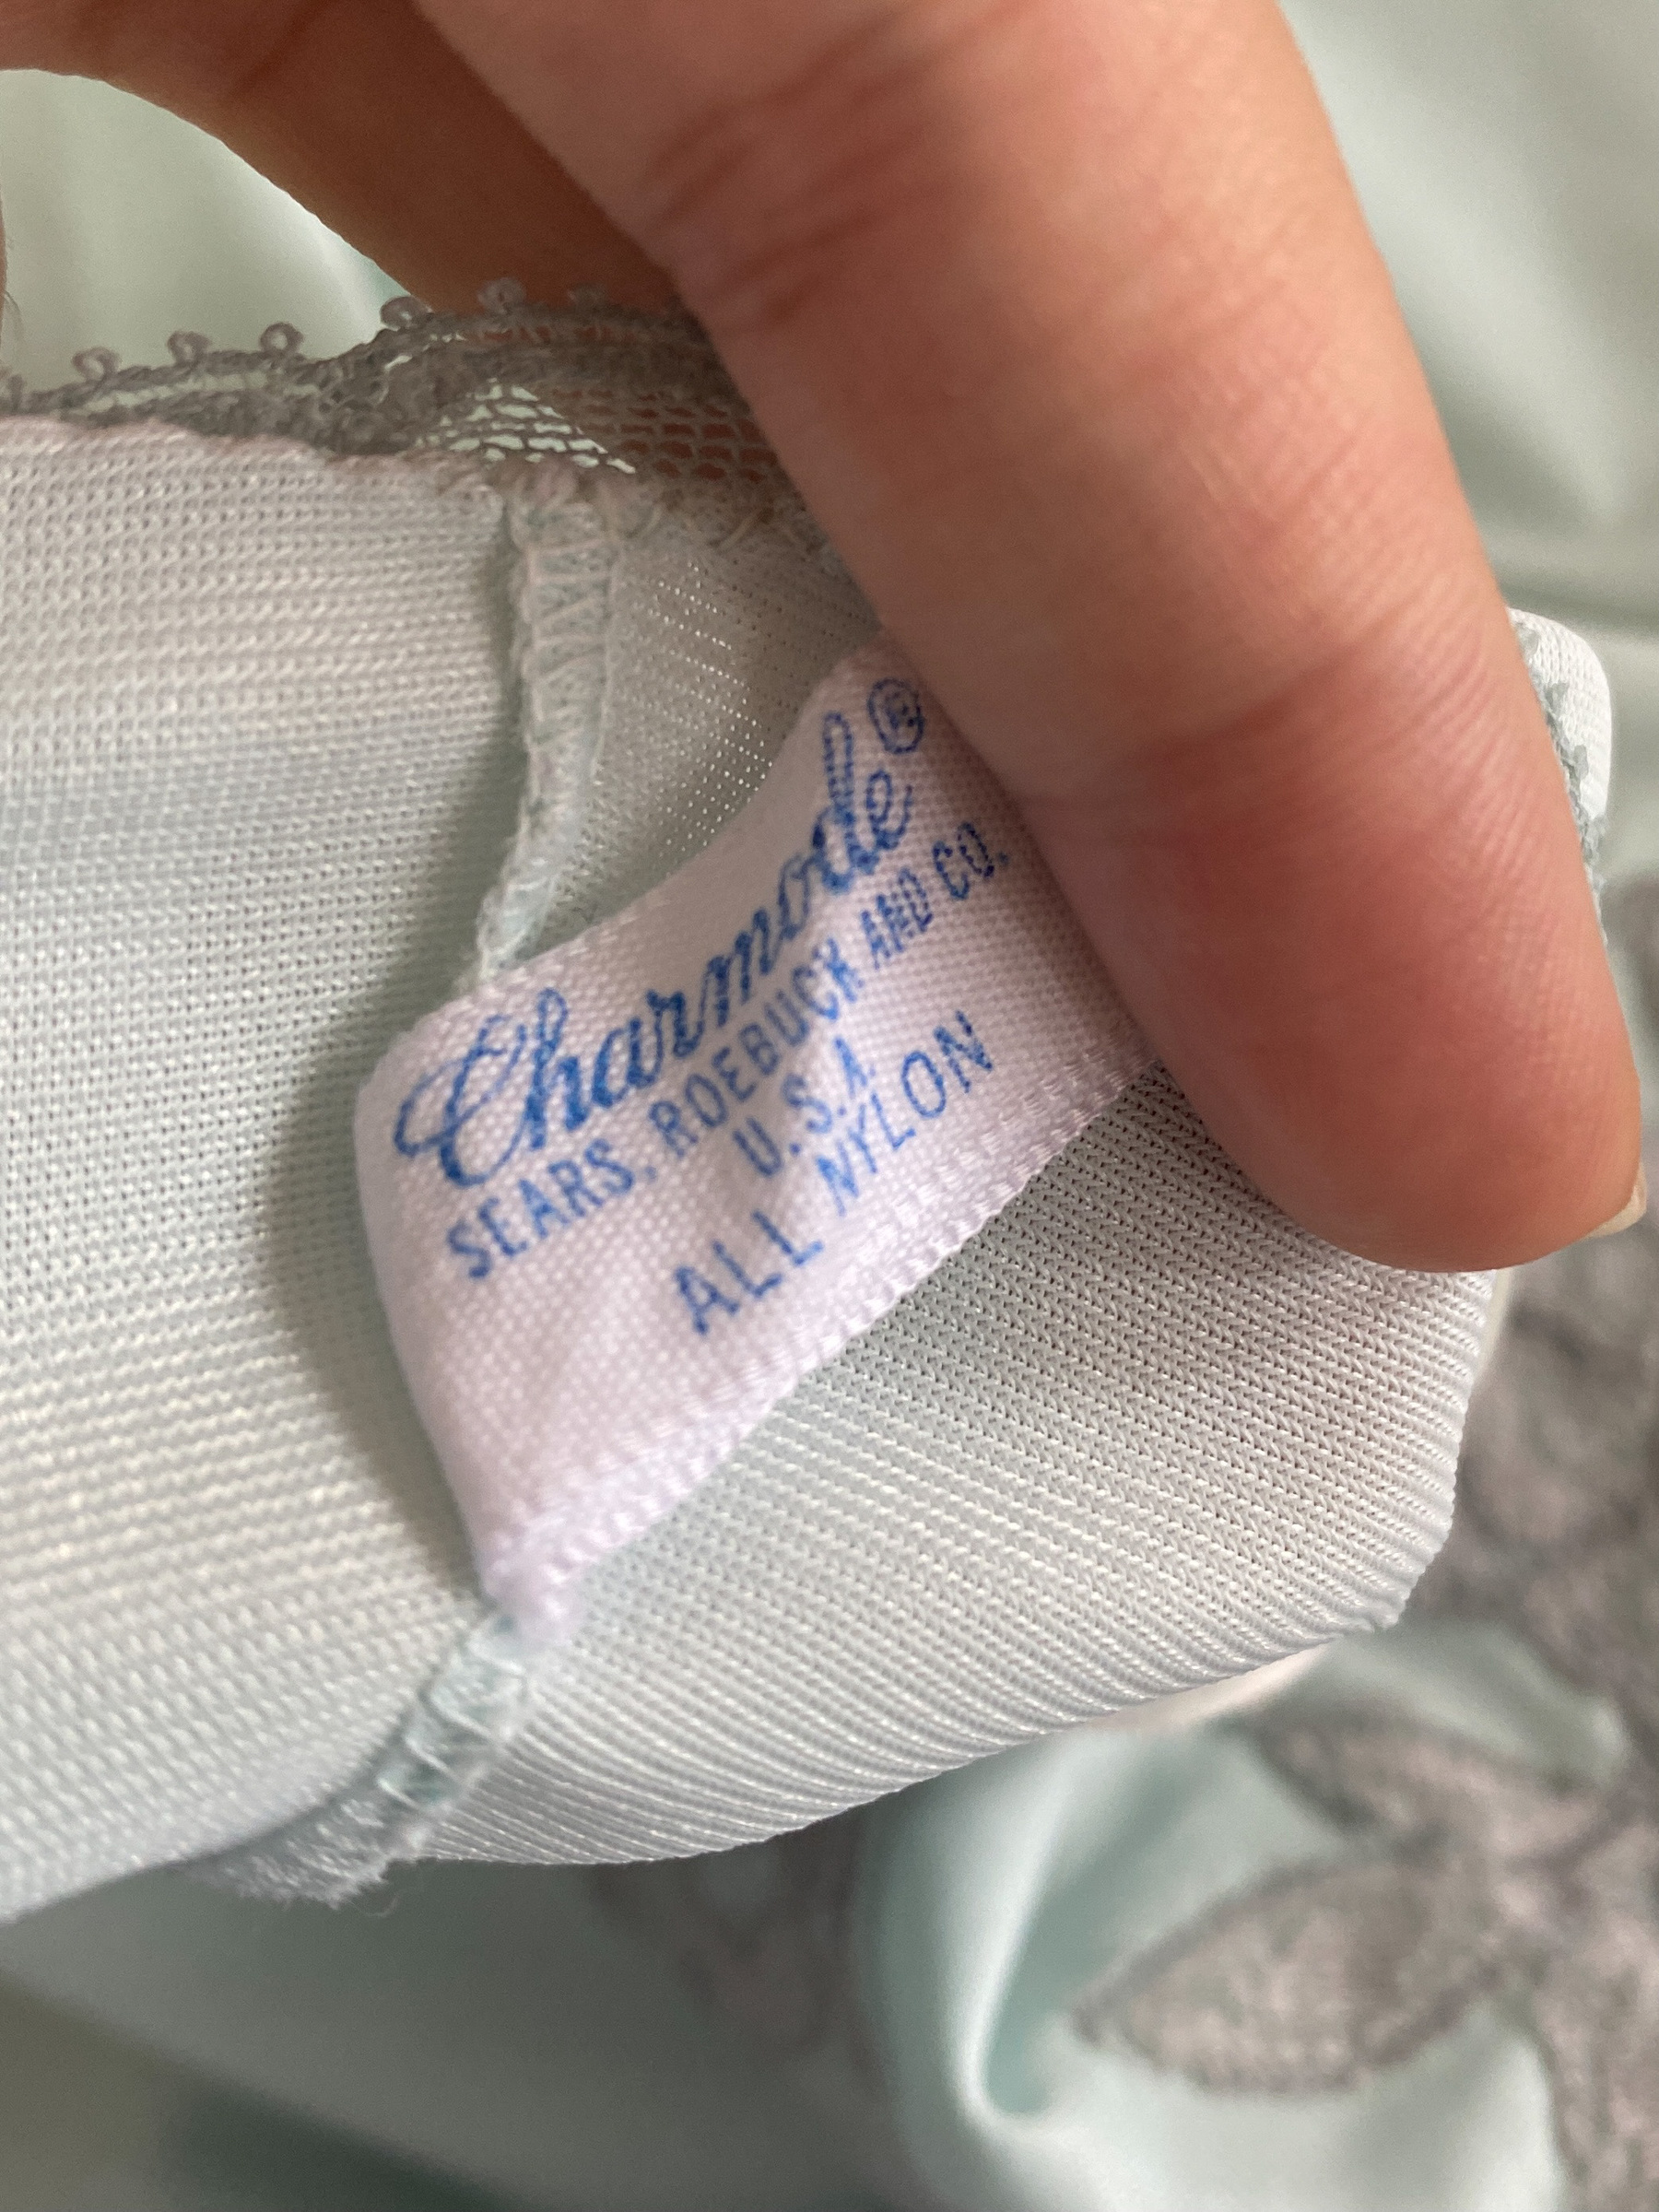 Charmode®
SEARS, ROEBUCK AND CO.
U.S.A.
ALL NYLON